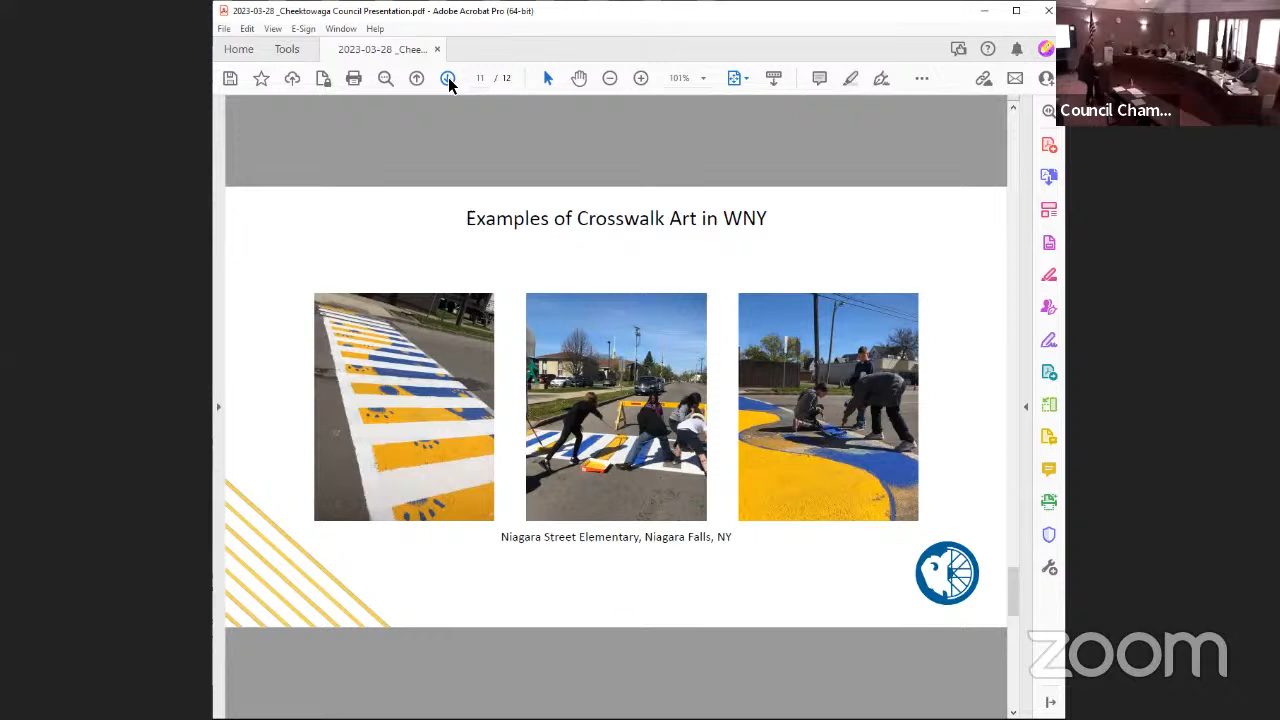 2023-03-28 _Cheektowaga Council Presentation.pdf - Adobe Acrobat Pro (64-bit)
File Edit View E-Sign Window Help
Home Tools 2023-03-28 _Chee... ×
11 / 12 101%
Council Cham...
Examples of Crosswalk Art in WNY
Niagara Street Elementary, Niagara Falls, NY
zoom